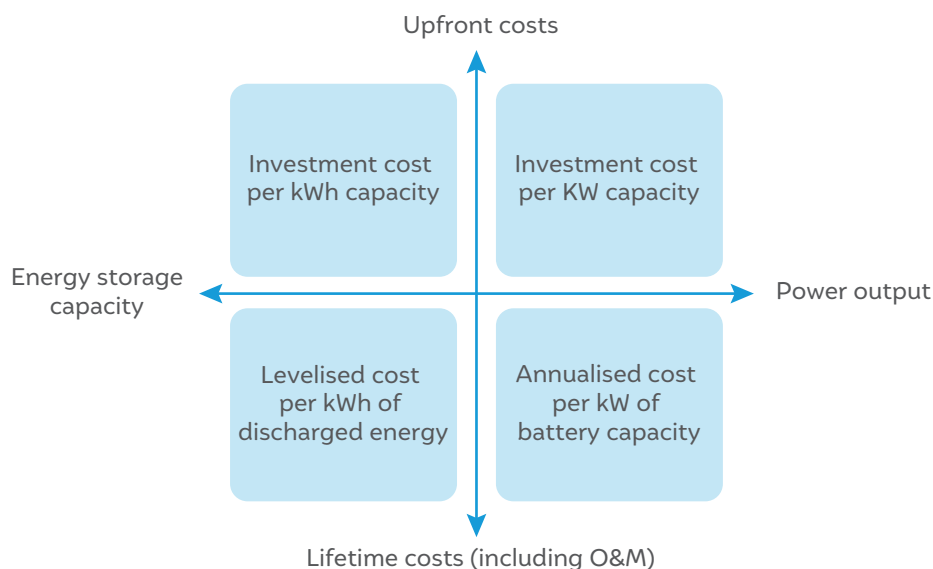 Upfront costs
Investment cost
per kWh capacity
Investment cost
per KW capacity
Energy storage
capacity
Power output
Levelised cost
per kWh of
discharged energy
Annualised cost
per kW of
battery capacity
Lifetime costs (including O&M)